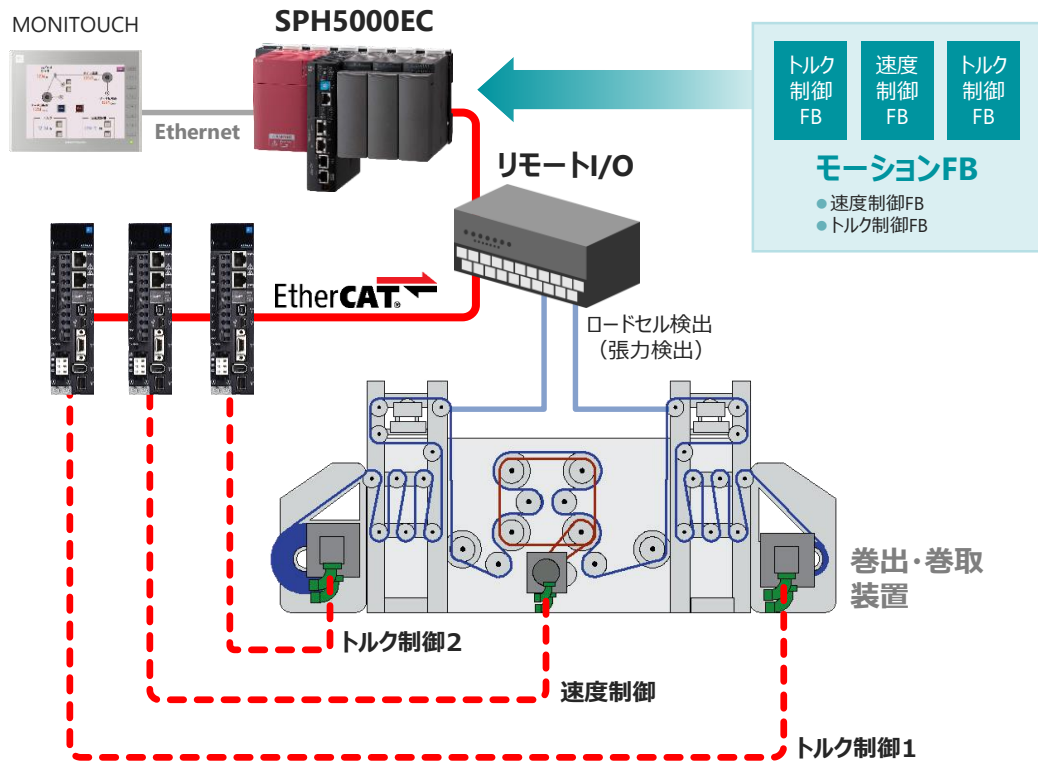 MONITOUCH
SPH5000EC
Ethernet
トルク
制御
FB
速度
制御
FB
トルク
制御
FB
モーションFB
●速度制御FB
●トルク制御FB
リモートI/O
EtherCAT®
ロードセル検出
（張力検出）
巻出・巻取
装置
トルク制御2
速度制御
トルク制御1